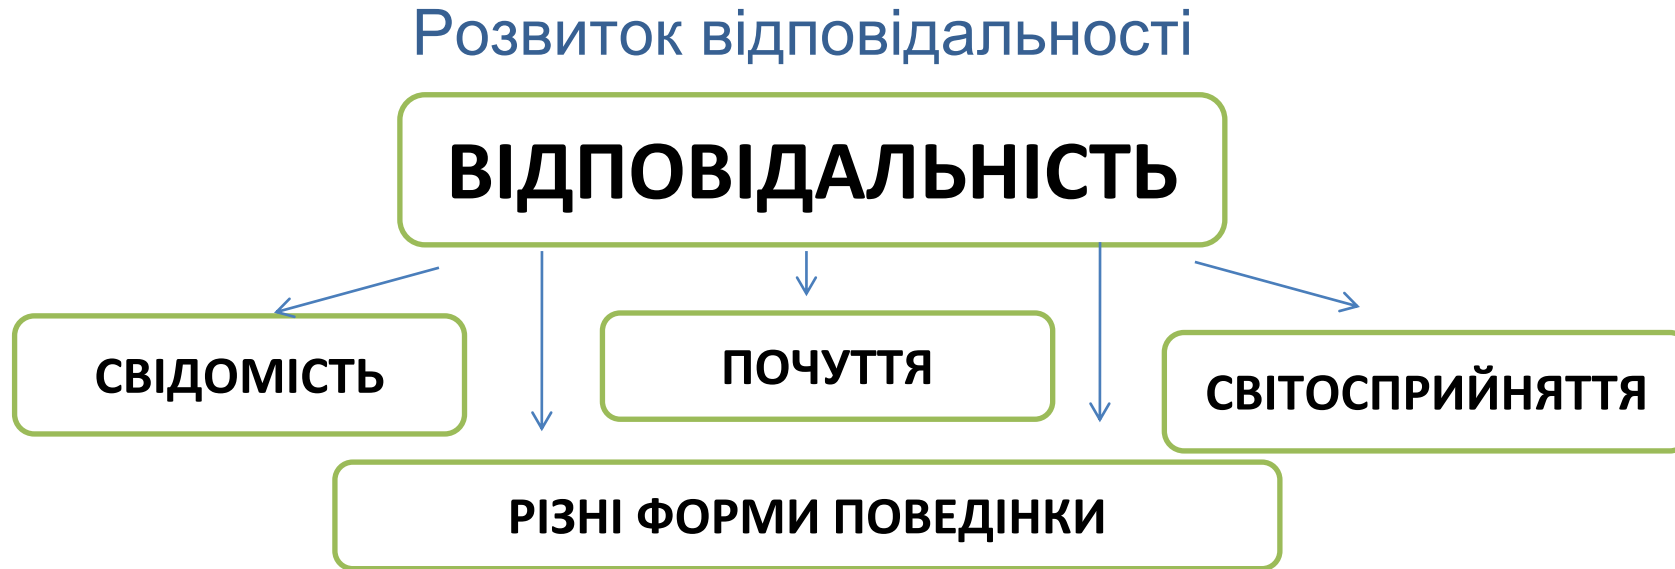 Розвиток відповідальності
ВІДПОВІДАЛЬНІСТЬ
СВІДОМІСТЬ
ПОЧУТТЯ
СВІТОСПРИЙНЯТТЯ
РІЗНІ ФОРМИ ПОВЕДІНКИ